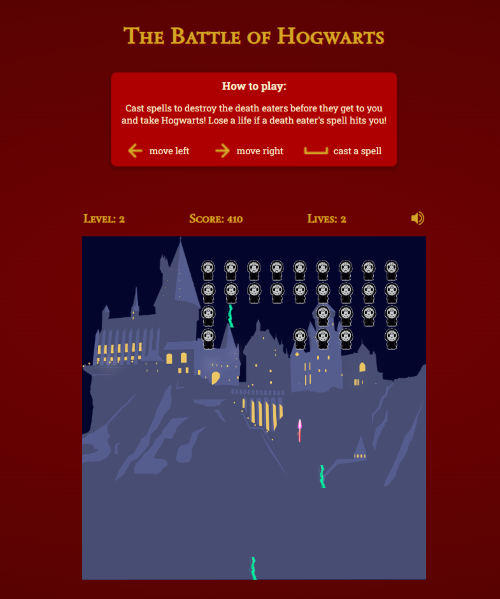 The Battle of Hogwarts
How to play:
Cast spells to destroy the death eaters before they get to you
and take Hogwarts! Lose a life if a death eater's spell hits you!
move left move right cast a spell
Level: 2 Score: 410 Lives: 2